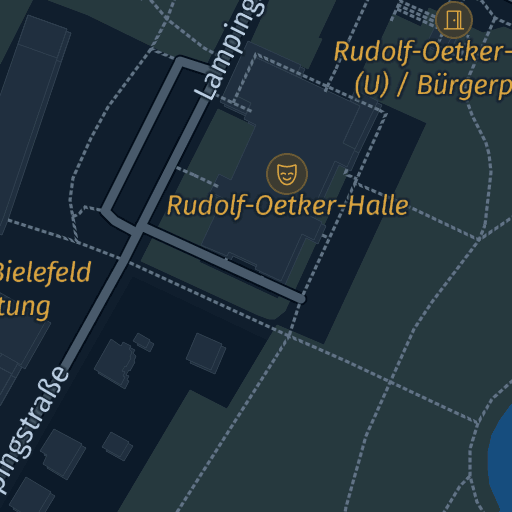 Lamping
Rudolf-Oetker-
(U) / Bürgerp
Rudolf-Oetker-Halle
Bielefeld
tung
pingstraße